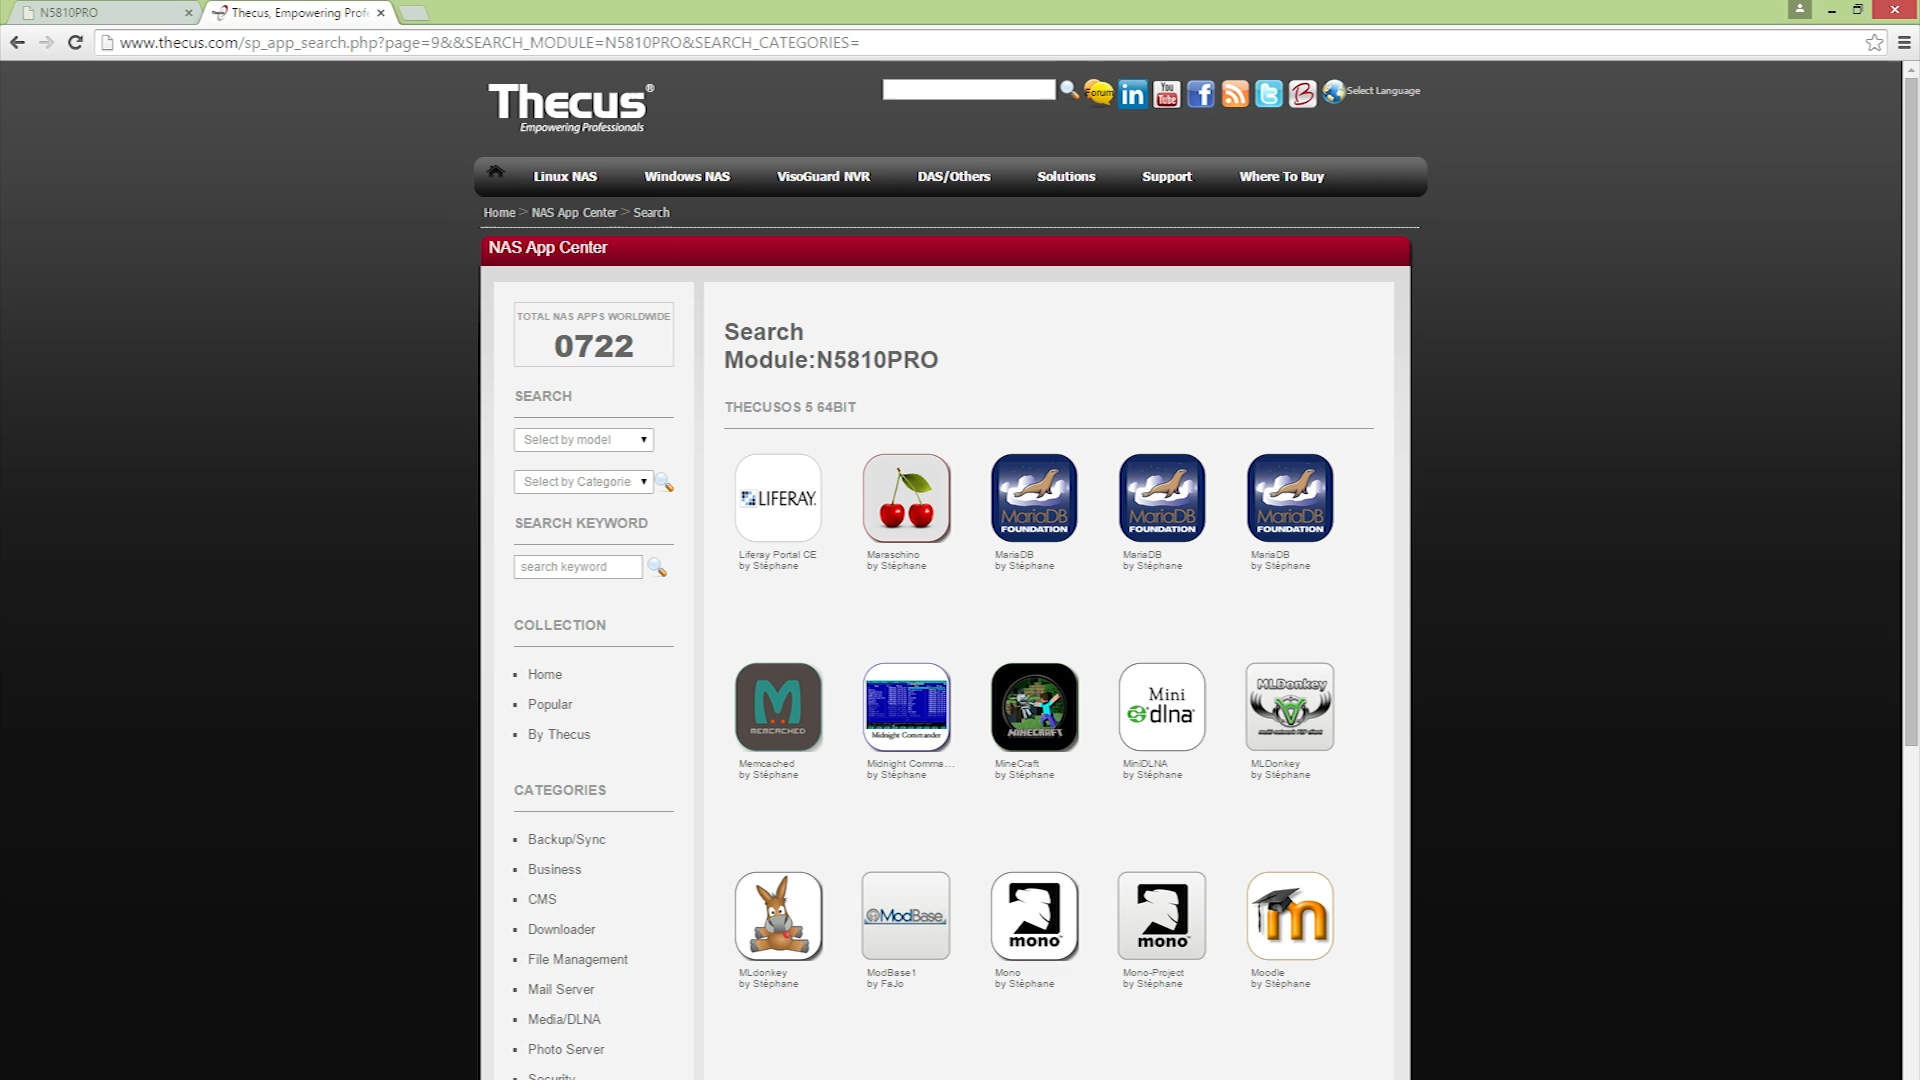 N5810PRO
Thecus, Empowering Prof
www.thecus.com/sp_app_search.php?page=9&&SEARCH_MODULE=N5810PRO&SEARCH_CATEGORIES=
Thecus®
Empowering Professionals
Forum
in
You Tube
Select Language
Linux NAS
Windows NAS
VisoGuard NVR
DAS/Others
Solutions
Support
Where To Buy
Home > NAS App Center > Search
NAS App Center
TOTAL NAS APPS WORLDWIDE
0722
SEARCH
Select by model
Select by Categorie
SEARCH KEYWORD
search keyword
COLLECTION
Home
Popular
By Thecus
CATEGORIES
Backup/Sync
Business
CMS
Downloader
File Management
Mail Server
Media/DLNA
Photo Server
Security
Search
Module:N5810PRO
THECUSOS 5 64BIT
LIFERAY.
MariaDB
FOUNDATION
MariaDB
FOUNDATION
MariaDB
FOUNDATION
Liferay Portal CE
by Stéphane
Maraschino
by Stéphane
MariaDB
by Stéphane
MariaDB
by Stéphane
MariaDB
by Stéphane
MEMCACHED
Midnight Commander
MINECRAFT
Mini
dlna
MLDonkey
Memcached
by Stéphane
Midnight Comma...
by Stéphane
MineCraft
by Stéphane
MiniDLNA
by Stéphane
MLDonkey
by Stéphane
ModBase
mono
mono
m
MLdonkey
by Stéphane
ModBase1
by FaJo
Mono
by Stéphane
Mono-Project
by Stéphane
Moodle
by Stéphane